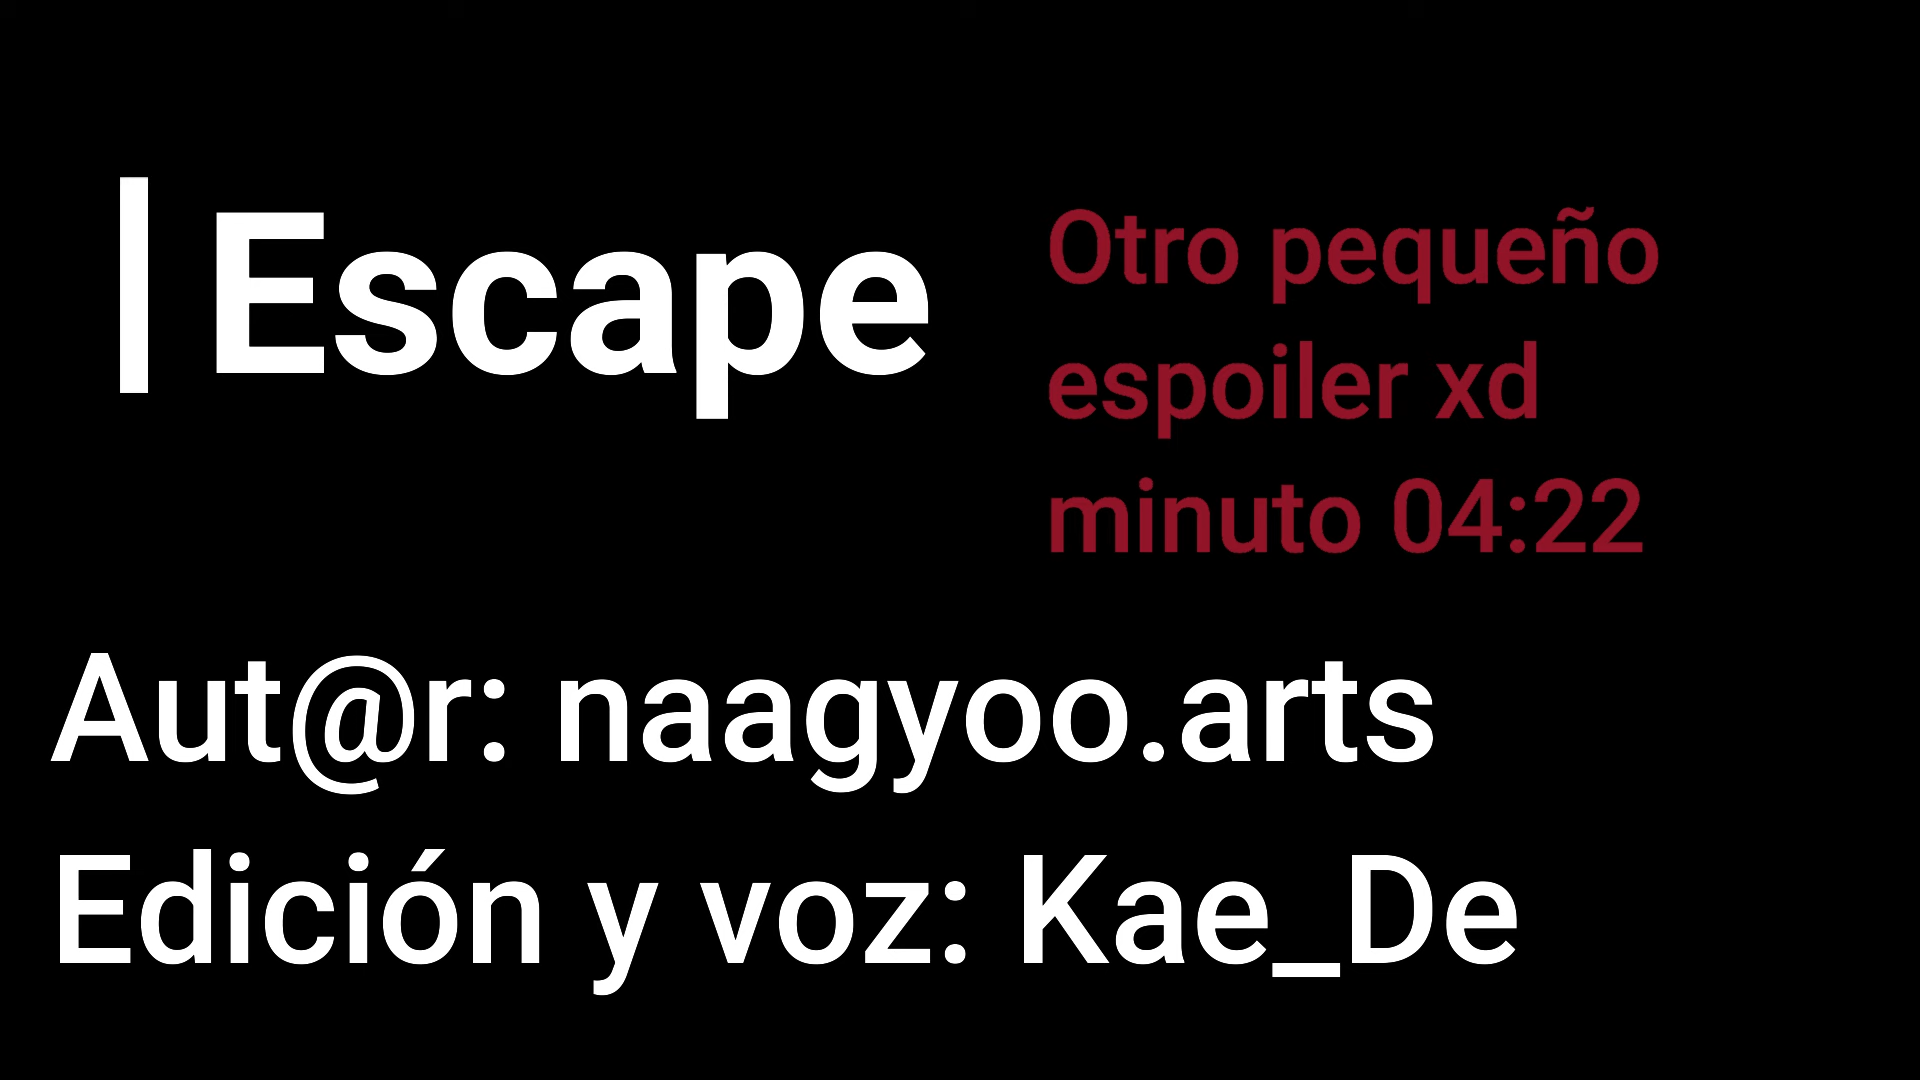 Escape
Otro pequeño
espoiler xd
minuto 04:22
Aut@r: naagyoo.arts
Edición y voz: Kae_De